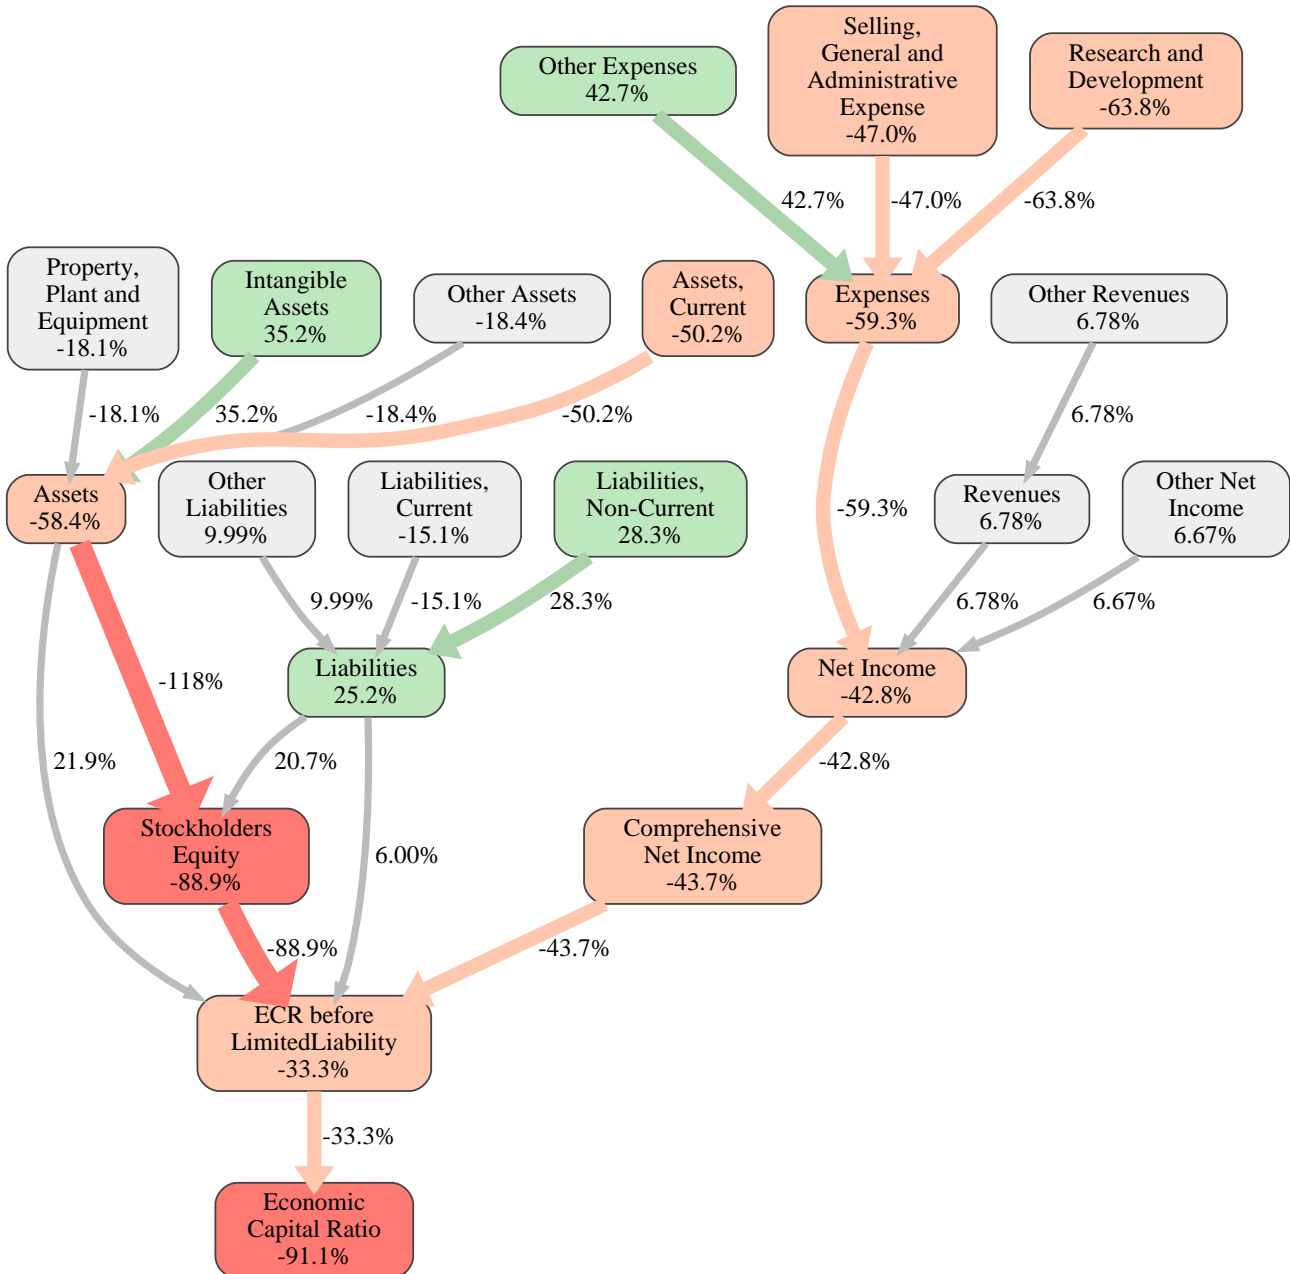 Other Expenses
42.7%
Selling,
General and
Administrative
Expense
-47.0%
Research and
Development
-63.8%
42.7%
-47.0%
-63.8%
Property,
Plant and
Equipment
-18.1%
Intangible
Assets
35.2%
Other Assets
-18.4%
Assets,
Current
-50.2%
Expenses
-59.3%
Other Revenues
6.78%
-18.1%
35.2%
-18.4%
-50.2%
6.78%
Assets
-58.4%
Other
Liabilities
9.99%
Liabilities,
Current
-15.1%
Liabilities,
Non-Current
28.3%
-59.3%
Revenues
6.78%
Other Net
Income
6.67%
9.99%
-15.1%
28.3%
6.78%
6.67%
-118%
Liabilities
25.2%
Net Income
-42.8%
21.9%
20.7%
-42.8%
Stockholders
Equity
-88.9%
6.00%
Comprehensive
Net Income
-43.7%
-88.9%
-43.7%
ECR before
LimitedLiability
-33.3%
-33.3%
Economic
Capital Ratio
-91.1%